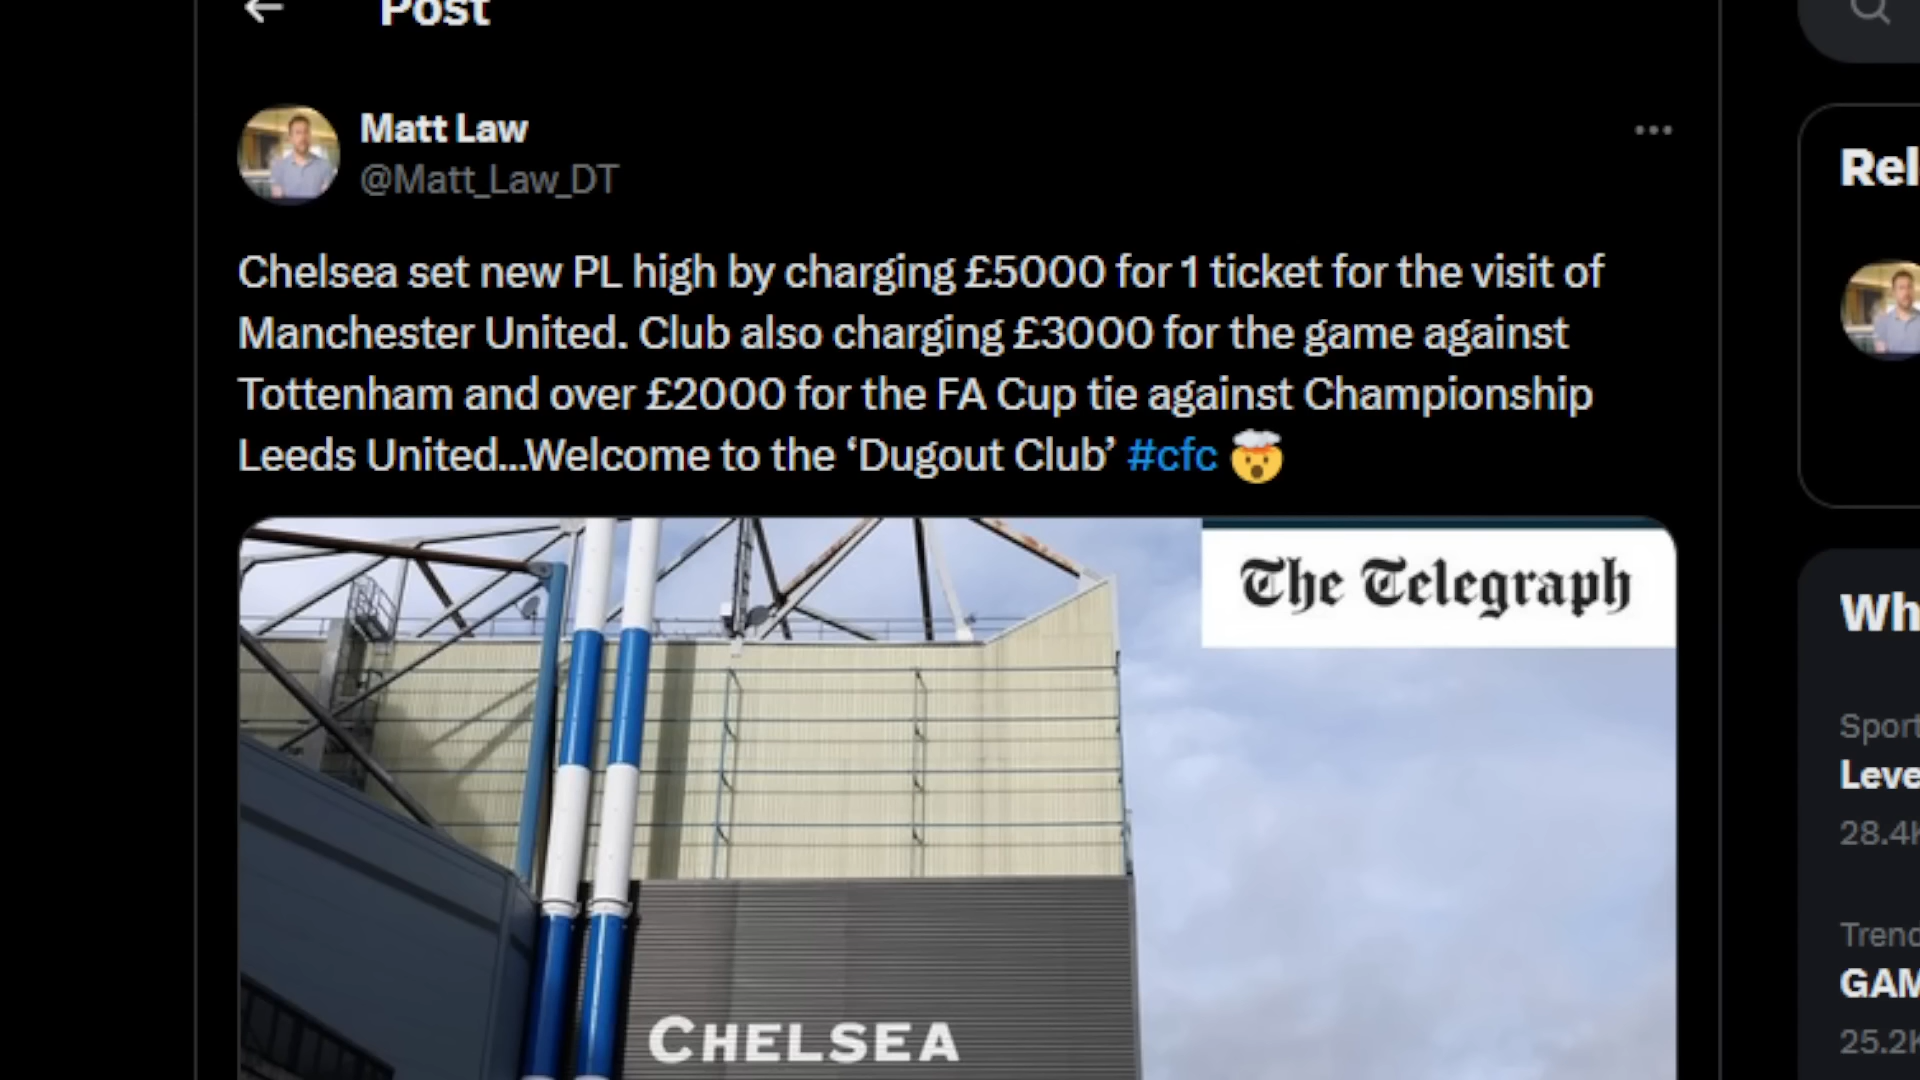 Post
Matt Law
@Matt_Law_DT
Chelsea set new PL high by charging £5000 for 1 ticket for the visit of
Manchester United. Club also charging £3000 for the game against
Tottenham and over £2000 for the FA Cup tie against Championship
Leeds United...Welcome to the ‘Dugout Club’ #cfc 🤯
The Telegraph
CHELSEA
Rel
Wh
Sport
Leve
28.4K
Trend
GAM
25.2K